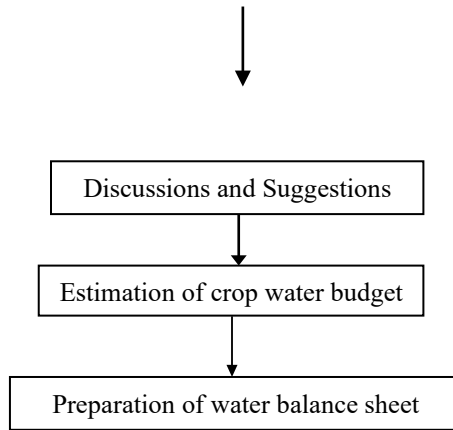 Discussions and Suggestions
Estimation of crop water budget
Preparation of water balance sheet